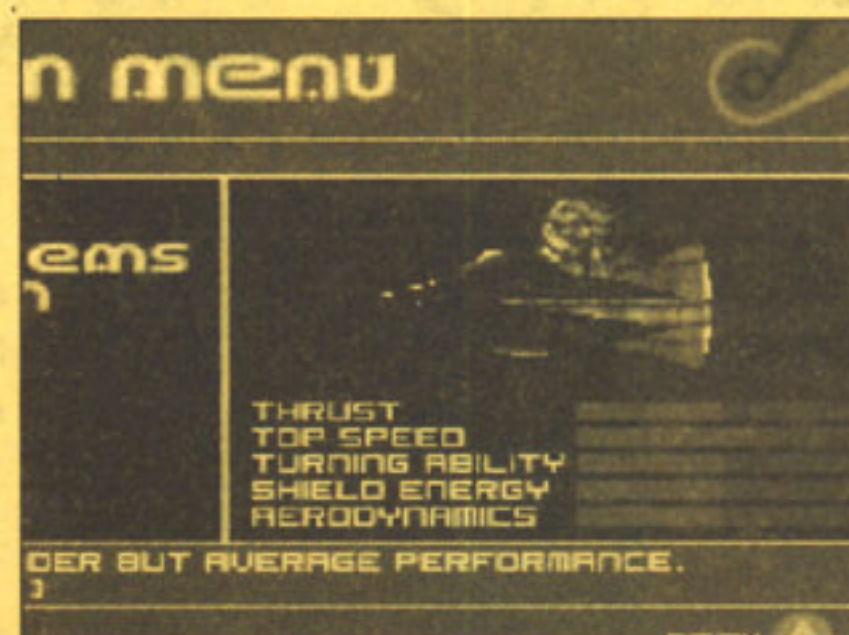 n menu
ems
THRUST
TOP SPEED
TURNING ABILITY
SHIELD ENERGY
AERODYNAMICS
DER BUT AVERAGE PERFORMANCE.